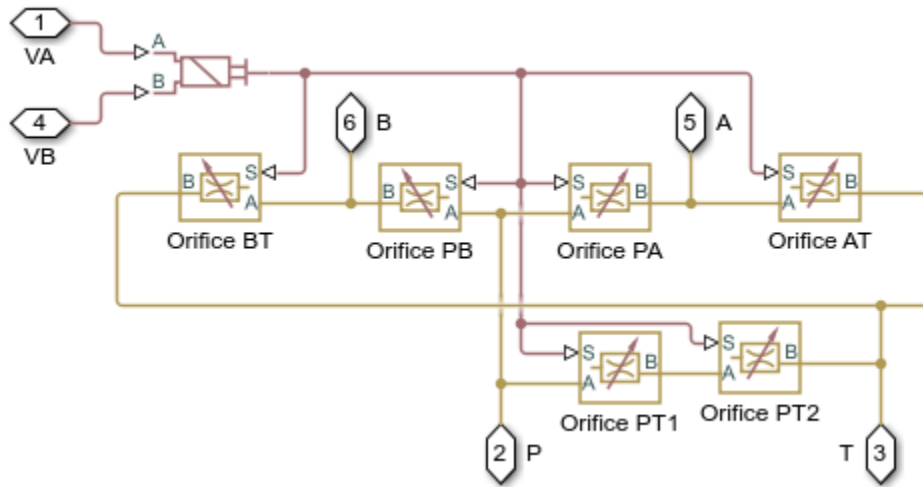 1
VA
A
B
4
VB
6 B
5 A
B S A
Orifice BT
B S A
Orifice PB
S A B
Orifice PA
S A B
Orifice AT
S A B
Orifice PT1
S A B
Orifice PT2
2 P
T 3